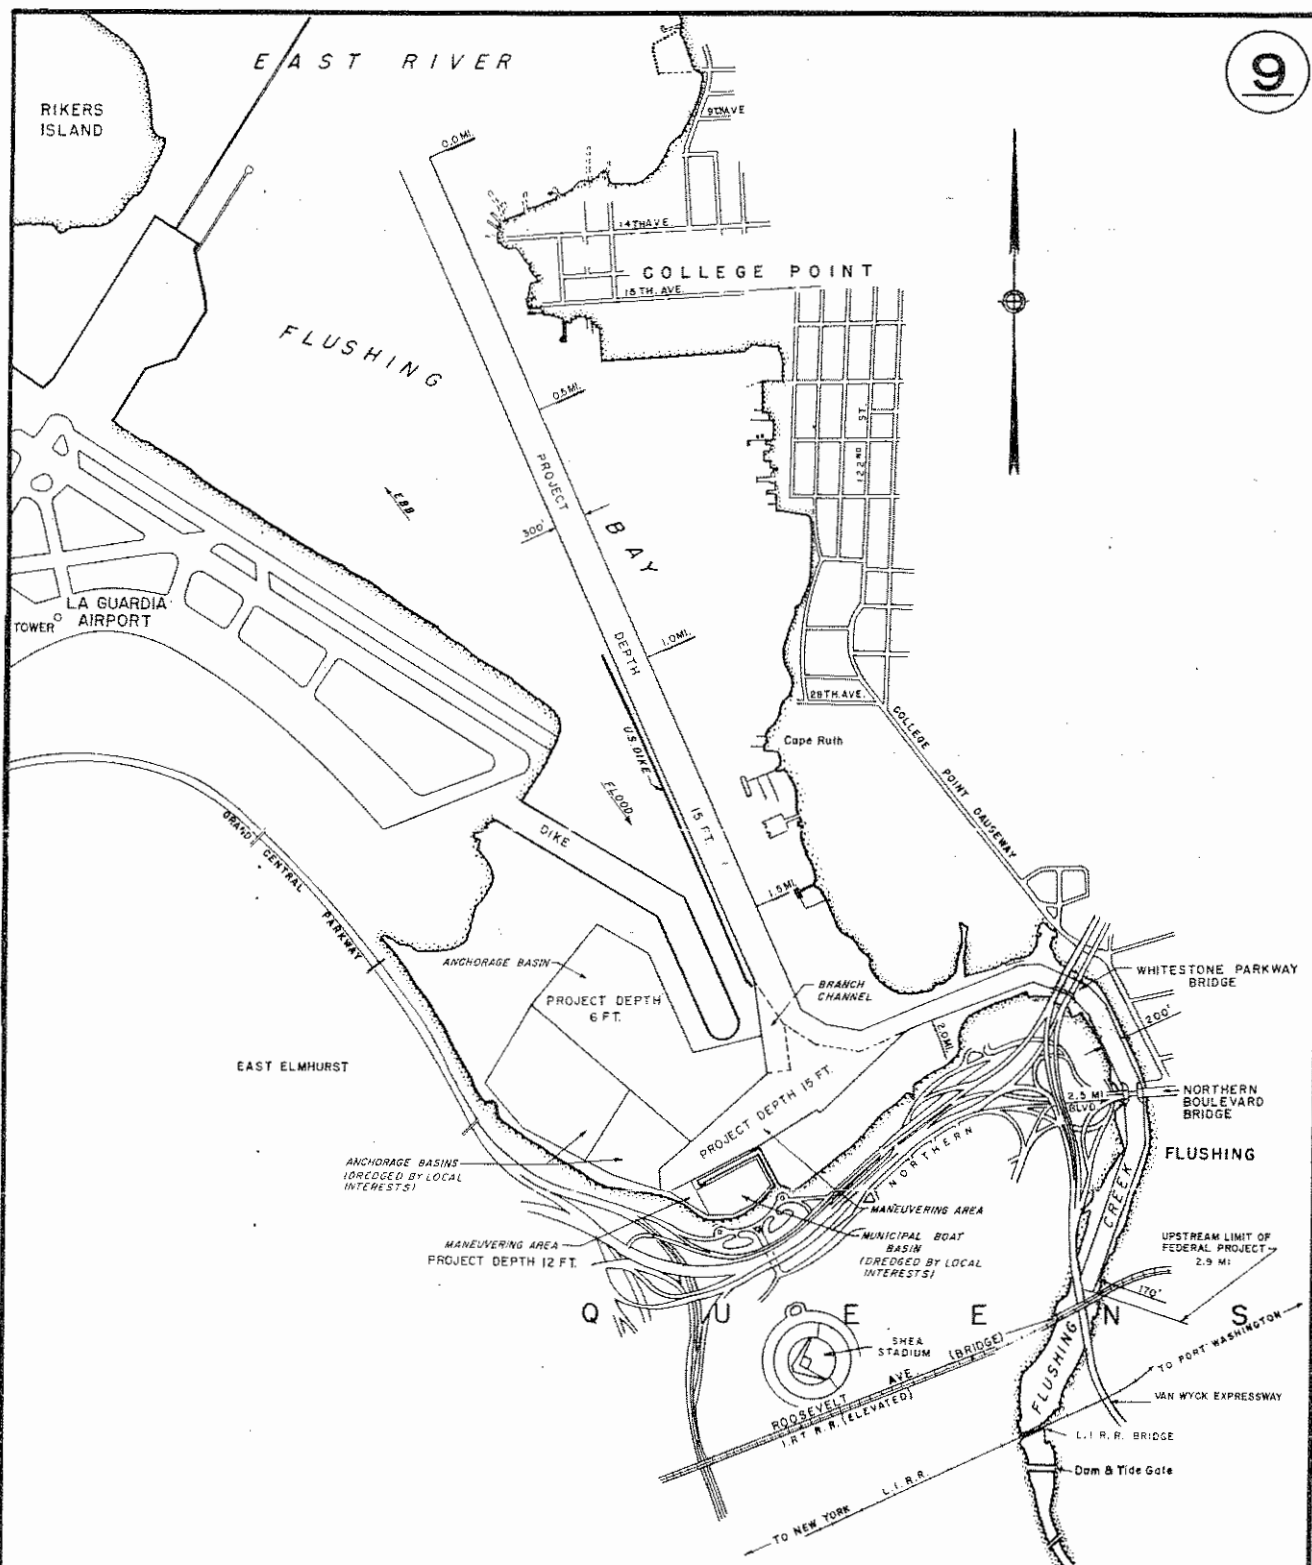 9
EAST RIVER
RIKERS
ISLAND
0.0 MI.
9TH AVE
14TH AVE.
COLLEGE POINT
15 TH. AVE.
FLUSHING
BAY
0.5 MI.
122ND ST.
PROJECT
DEPTH
15 FT.
EBB
300'
LA GUARDIA
AIRPORT
TOWER
1.0 MI.
U.S. DIKE
28TH AVE.
Cape Ruth
COLLEGE POINT CAUSEWAY
FLOOD
DIKE
GRAND CENTRAL PARKWAY
1.5 MI.
ANCHORAGE BASIN
PROJECT DEPTH
6 FT.
BRANCH
CHANNEL
WHITESTONE PARKWAY
BRIDGE
200'
2.0 MI.
EAST ELMHURST
PROJECT DEPTH 15 FT.
2.5 MI
BLVD.
NORTHERN
NORTHERN
BOULEVARD
BRIDGE
FLUSHING
ANCHORAGE BASINS
(DREDGED BY LOCAL
INTERESTS)
MANEUVERING AREA
CREEK
MANEUVERING AREA
PROJECT DEPTH 12 FT.
MUNICIPAL BOAT
BASIN
(DREDGED BY LOCAL
INTERESTS)
UPSTREAM LIMIT OF
FEDERAL PROJECT
2.9 MI
170'
QUEENS
SHEA
STADIUM
ROOSEVELT AVE. (BRIDGE)
I.R.T. R.R. (ELEVATED)
FLUSHING
TO PORT WASHINGTON
VAN WYCK EXPRESSWAY
L.I.R.R. BRIDGE
Dam & Tide Gate
TO NEW YORK
L.I.R.R.